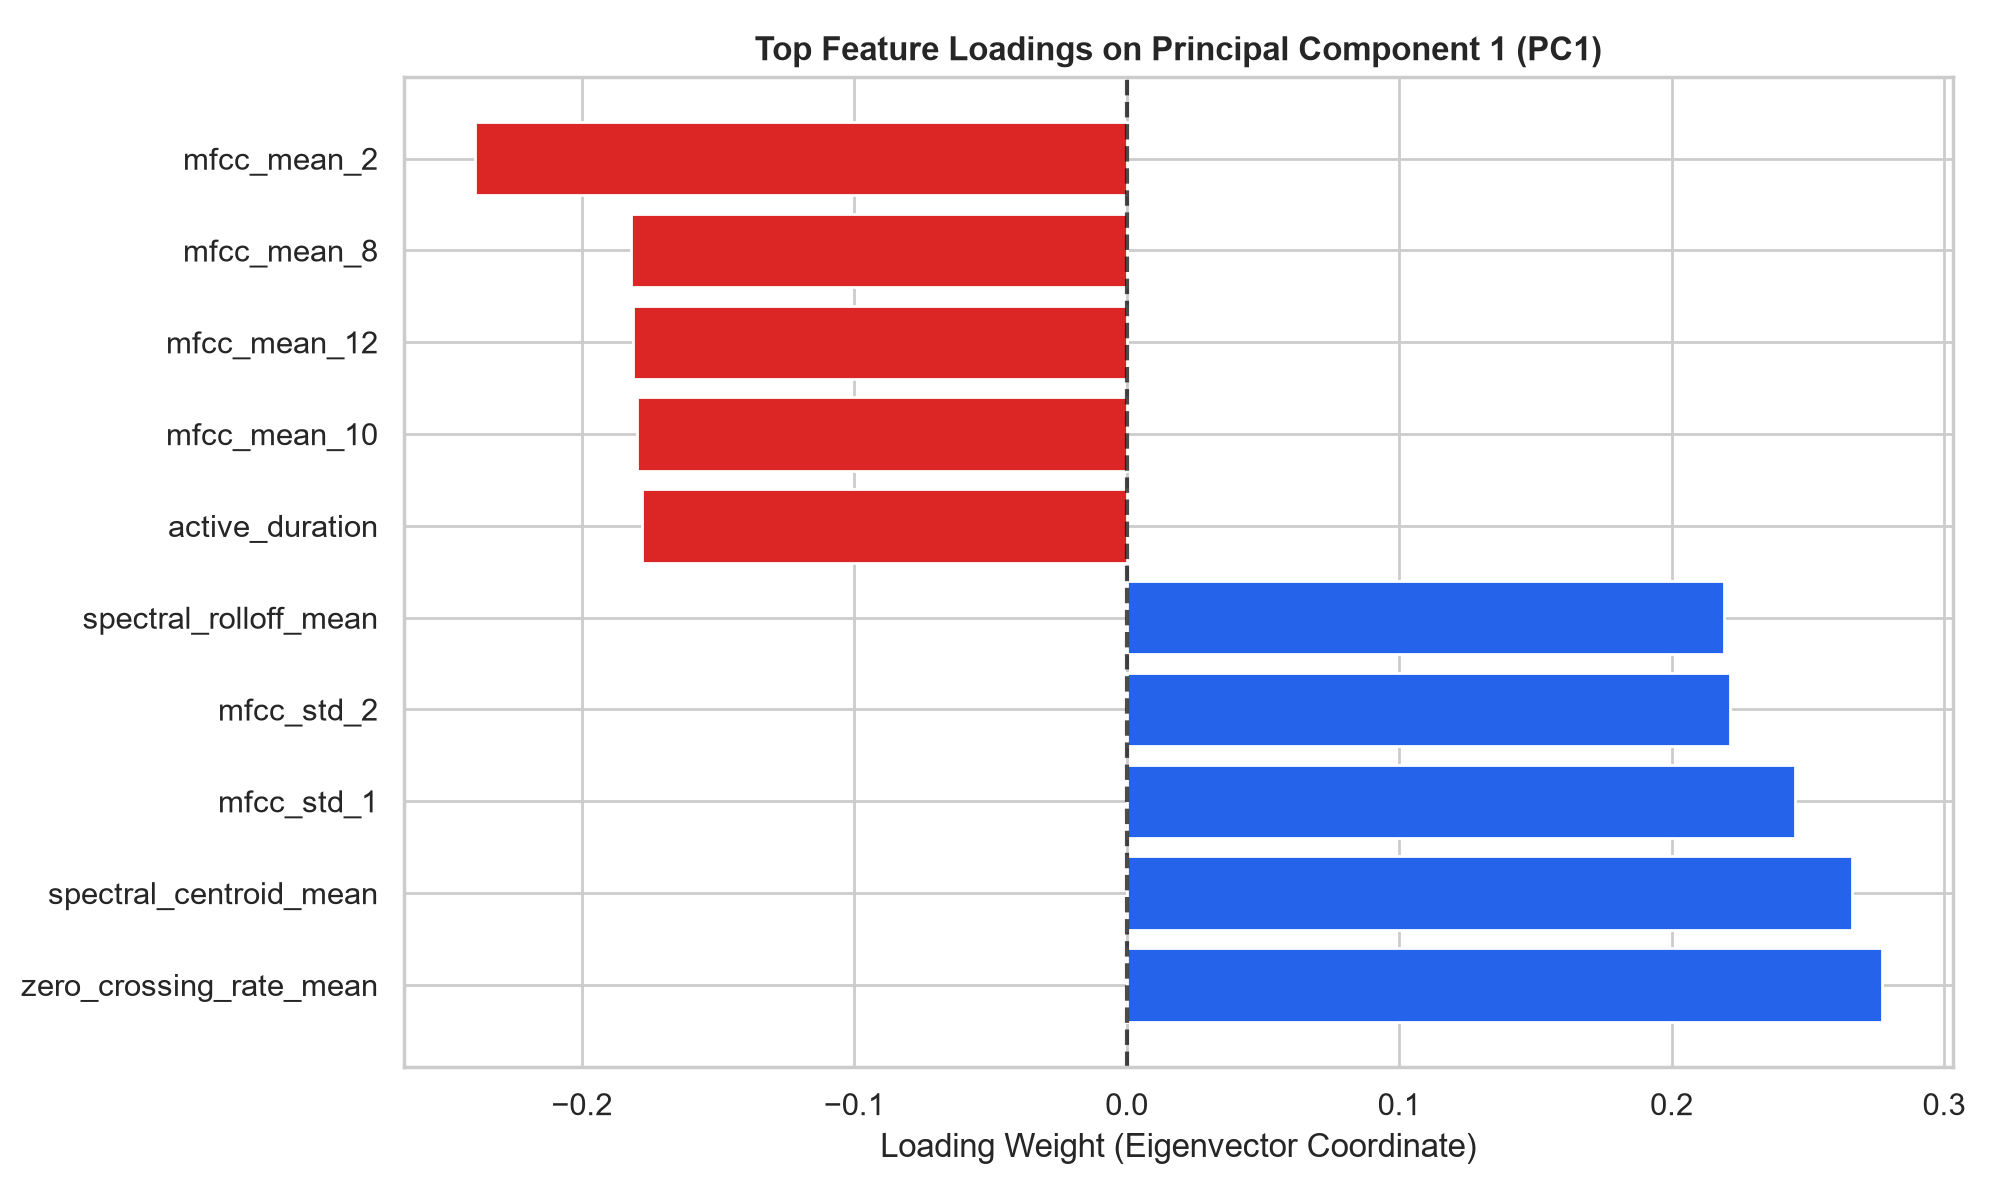 Top Feature Loadings on Principal Component 1 (PC1)
mfcc_mean_2
mfcc_mean_8
mfcc_mean_12
mfcc_mean_10
active_duration
spectral_rolloff_mean
mfcc_std_2
mfcc_std_1
spectral_centroid_mean
zero_crossing_rate_mean
−0.2 −0.1 0.0 0.1 0.2 0.3
Loading Weight (Eigenvector Coordinate)